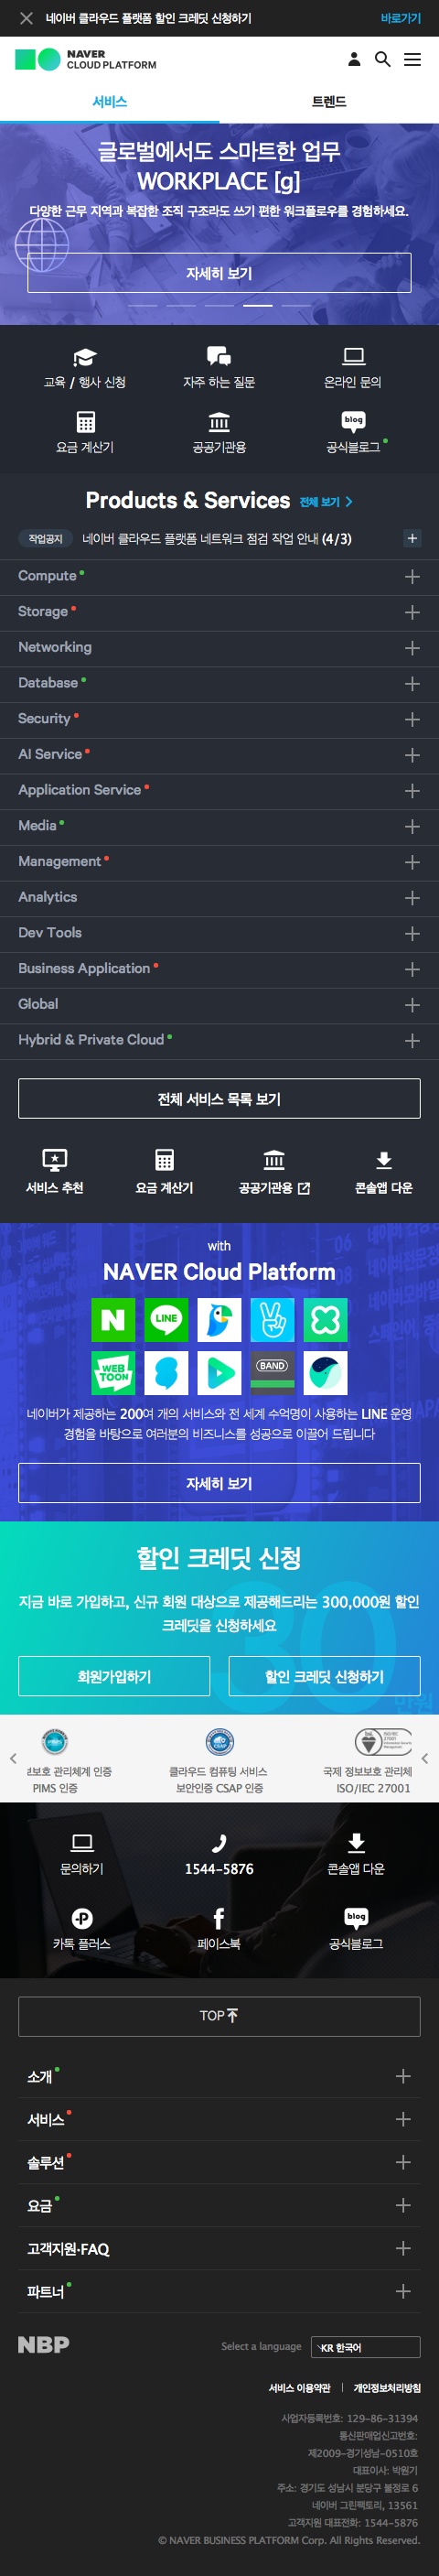 네이버 클라우드 플랫폼 할인 크레딧 신청하기 바로가기
NAVER
CLOUD PLATFORM
서비스 트렌드
글로벌에서도 스마트한 업무
WORKPLACE [g]
다양한 근무 지역과 복잡한 조직 구조라도 쓰기 편한 워크플로우를 경험하세요.
자세히 보기
교육 / 행사 신청 자주 하는 질문 온라인 문의
blog
요금 계산기 공공기관용 공식블로그
Products & Services 전체 보기
작업공지 네이버 클라우드 플랫폼 네트워크 점검 작업 안내 (4/3)
Compute
Storage
Networking
Database
Security
AI Service
Application Service
Media
Management
Analytics
Dev Tools
Business Application
Global
Hybrid & Private Cloud
전체 서비스 목록 보기
서비스 추천 요금 계산기 공공기관용 콘솔앱 다운
with
NAVER Cloud Platform
N LINE
WEB
TOON
BAND
네이버가 제공하는 200여 개의 서비스와 전 세계 수억명이 사용하는 LINE 운영
경험을 바탕으로 여러분의 비즈니스를 성공으로 이끌어 드립니다
자세히 보기
할인 크레딧 신청
지금 바로 가입하고, 신규 회원 대상으로 제공해드리는 300,000원 할인
크레딧을 신청하세요
30
만원
회원가입하기 할인 크레딧 신청하기
CSAP
ISO/IEC
27001
보보호 관리체계 인증 클라우드 컴퓨팅 서비스 국제 정보보호 관리체
PIMS 인증 보안인증 CSAP 인증 ISO/IEC 27001
문의하기 1544-5876 콘솔앱 다운
blog
카톡 플러스 페이스북 공식블로그
TOP
소개
서비스
솔루션
요금
고객지원·FAQ
파트너
NBP Select a language KR 한국어
서비스 이용약관 개인정보처리방침
사업자등록번호: 129-86-31394
통신판매업신고번호:
제2009-경기성남-0510호
대표이사: 박원기
주소: 경기도 성남시 분당구 불정로 6
네이버 그린팩토리, 13561
고객지원 대표전화: 1544-5876
© NAVER BUSINESS PLATFORM Corp. All Rights Reserved.